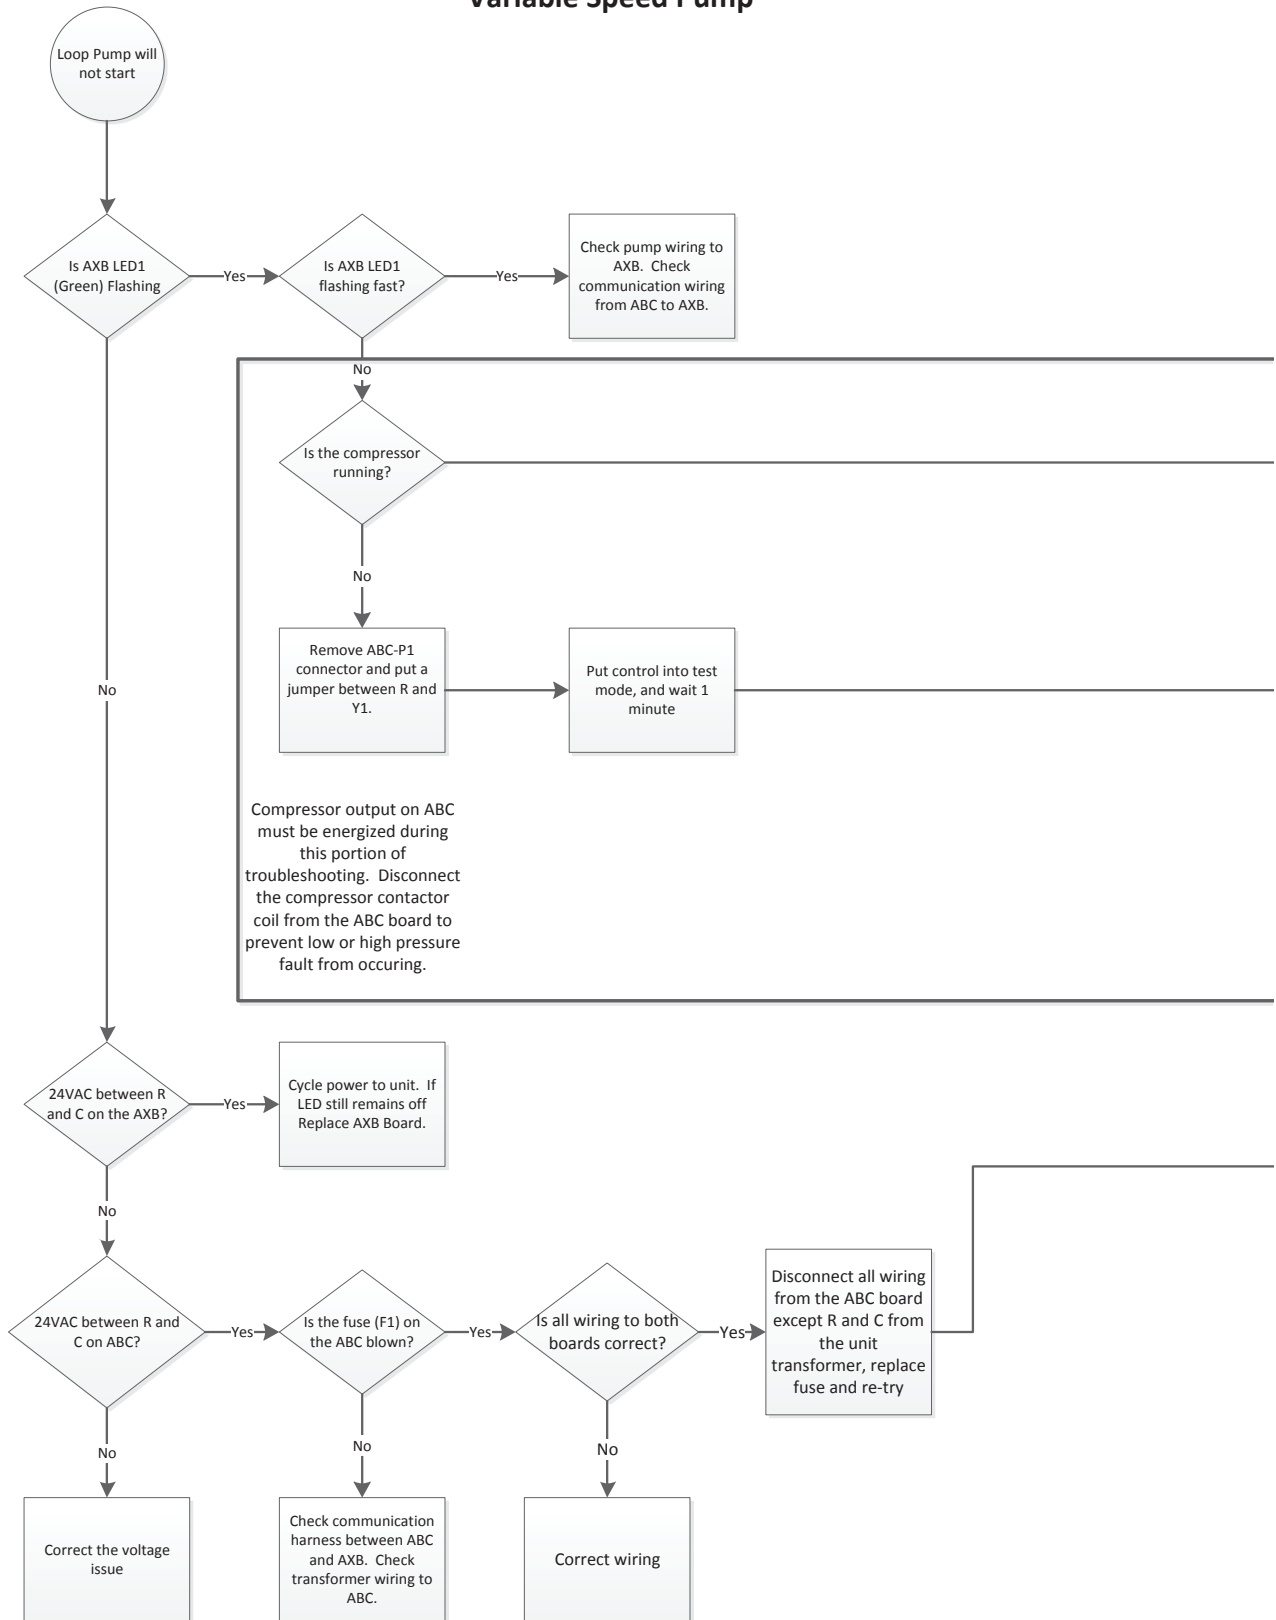 Variable Speed Pump
Loop Pump will
not start
Is AXB LED1
(Green) Flashing
Yes
Is AXB LED1
flashing fast?
Yes
Check pump wiring to
AXB.  Check
communication wiring
from ABC to AXB.
No
Is the compressor
running?
No
Remove ABC-P1
connector and put a
jumper between R and
Y1.
Put control into test
mode, and wait 1
minute
No
Compressor output on ABC
must be energized during
this portion of
troubleshooting.  Disconnect
the compressor contactor
coil from the ABC board to
prevent low or high pressure
fault from occuring.
24VAC between R
and C on the AXB?
Yes
Cycle power to unit.  If
LED still remains off
Replace AXB Board.
No
24VAC between R and
C on ABC?
Yes
Is the fuse (F1) on
the ABC blown?
Yes
Is all wiring to both
boards correct?
Yes
Disconnect all wiring
from the ABC board
except R and C from
the unit
transformer, replace
fuse and re-try
No
No
No
Correct the voltage
issue
Check communication
harness between ABC
and AXB.  Check
transformer wiring to
ABC.
Correct wiring